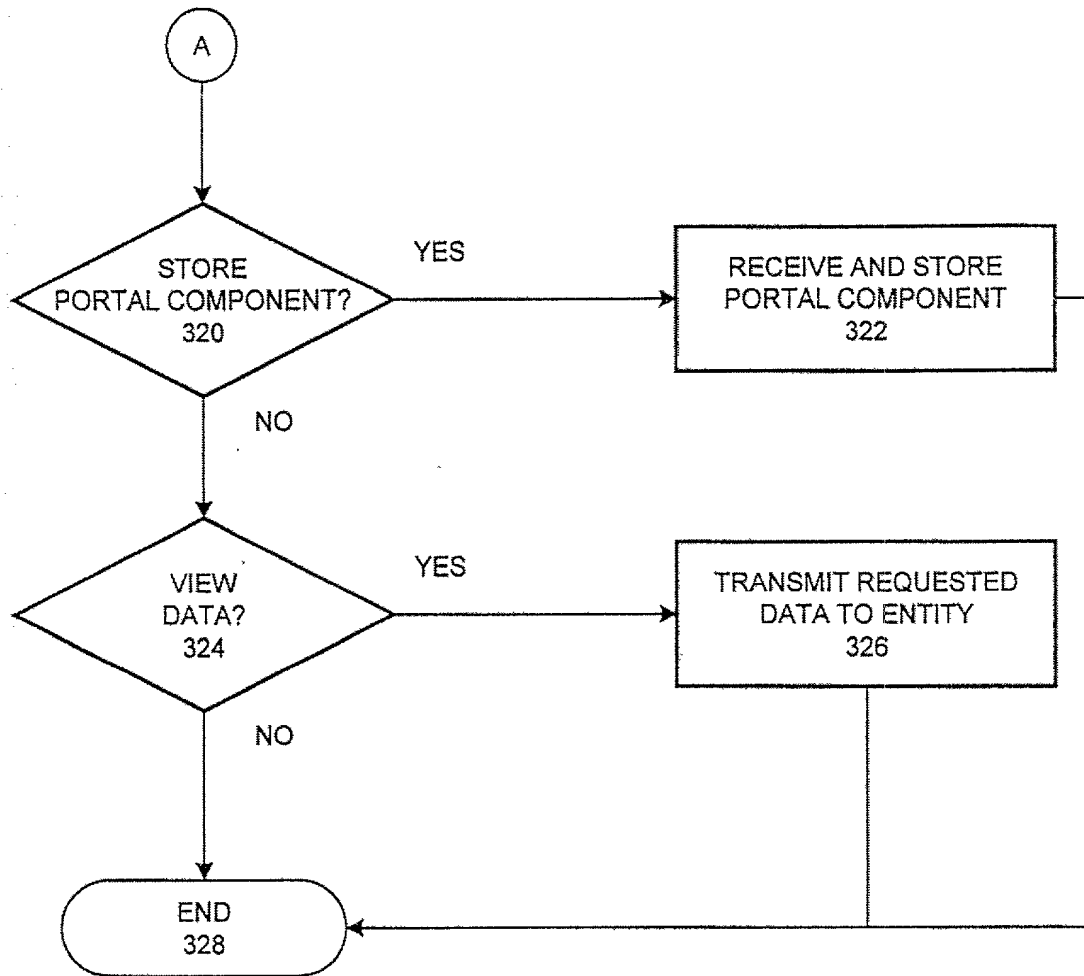 A
STORE
PORTAL COMPONENT?
320
YES
RECEIVE AND STORE
PORTAL COMPONENT
322
NO
VIEW
DATA?
324
YES
TRANSMIT REQUESTED
DATA TO ENTITY
326
NO
END
328